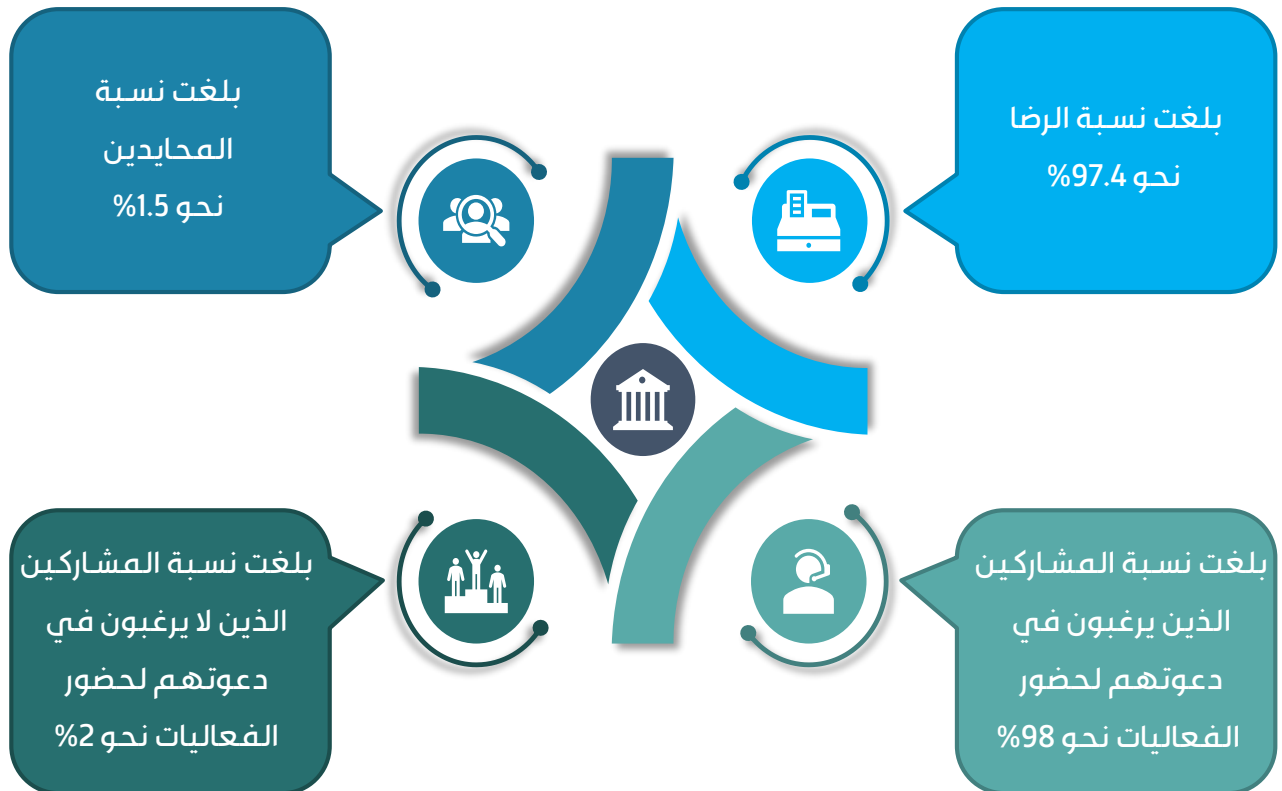 بلغت نسبة الرضا
نحو 97.4%
بلغت نسبة
المحايدين
نحو 1.5%
بلغت نسبة المشاركين
الذين يرغبون في
دعوتهم لحضور
الفعاليات نحو 98%
بلغت نسبة المشاركين
الذين لا يرغبون في
دعوتهم لحضور
الفعاليات نحو 2%